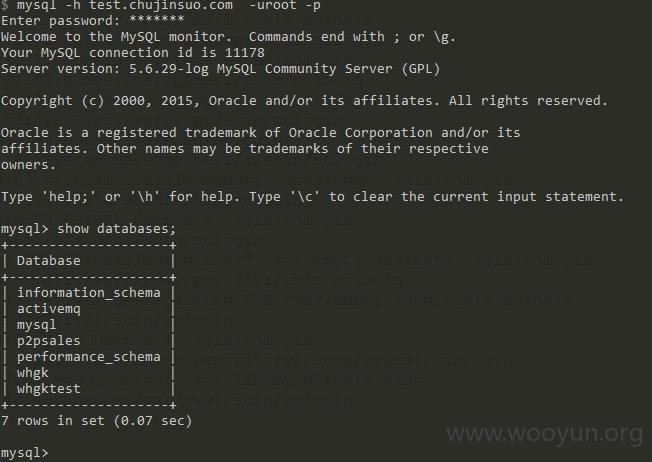 $ mysql -h test.chujinsuo.com  -uroot -p
Enter password: *******
Welcome to the MySQL monitor.  Commands end with ; or \g.
Your MySQL connection id is 11178
Server version: 5.6.29-log MySQL Community Server (GPL)
Copyright (c) 2000, 2015, Oracle and/or its affiliates. All rights reserved.
Oracle is a registered trademark of Oracle Corporation and/or its
affiliates. Other names may be trademarks of their respective
owners.
Type 'help;' or '\h' for help. Type '\c' to clear the current input statement.
mysql> show databases;
+--------------------+
| Database           |
+--------------------+
| information_schema |
| activemq           |
| mysql              |
| p2psales           |
| performance_schema |
| whgk               |
| whgktest           |
+--------------------+
7 rows in set (0.07 sec)
www.wooyun.org
mysql>